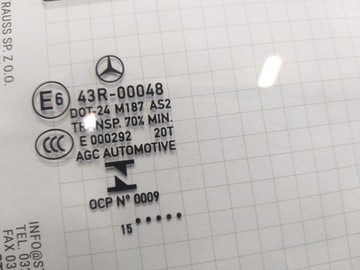 RAUSS SP. Z O.O.
E6 43R-00048
DOT-24 M187 AS2
TRANSP. 70% MIN.
CCC E 000292 20T
AGC AUTOMOTIVE
OCP N° 0009
15 •••••
INFO@S
TEL. 03
FAX 03